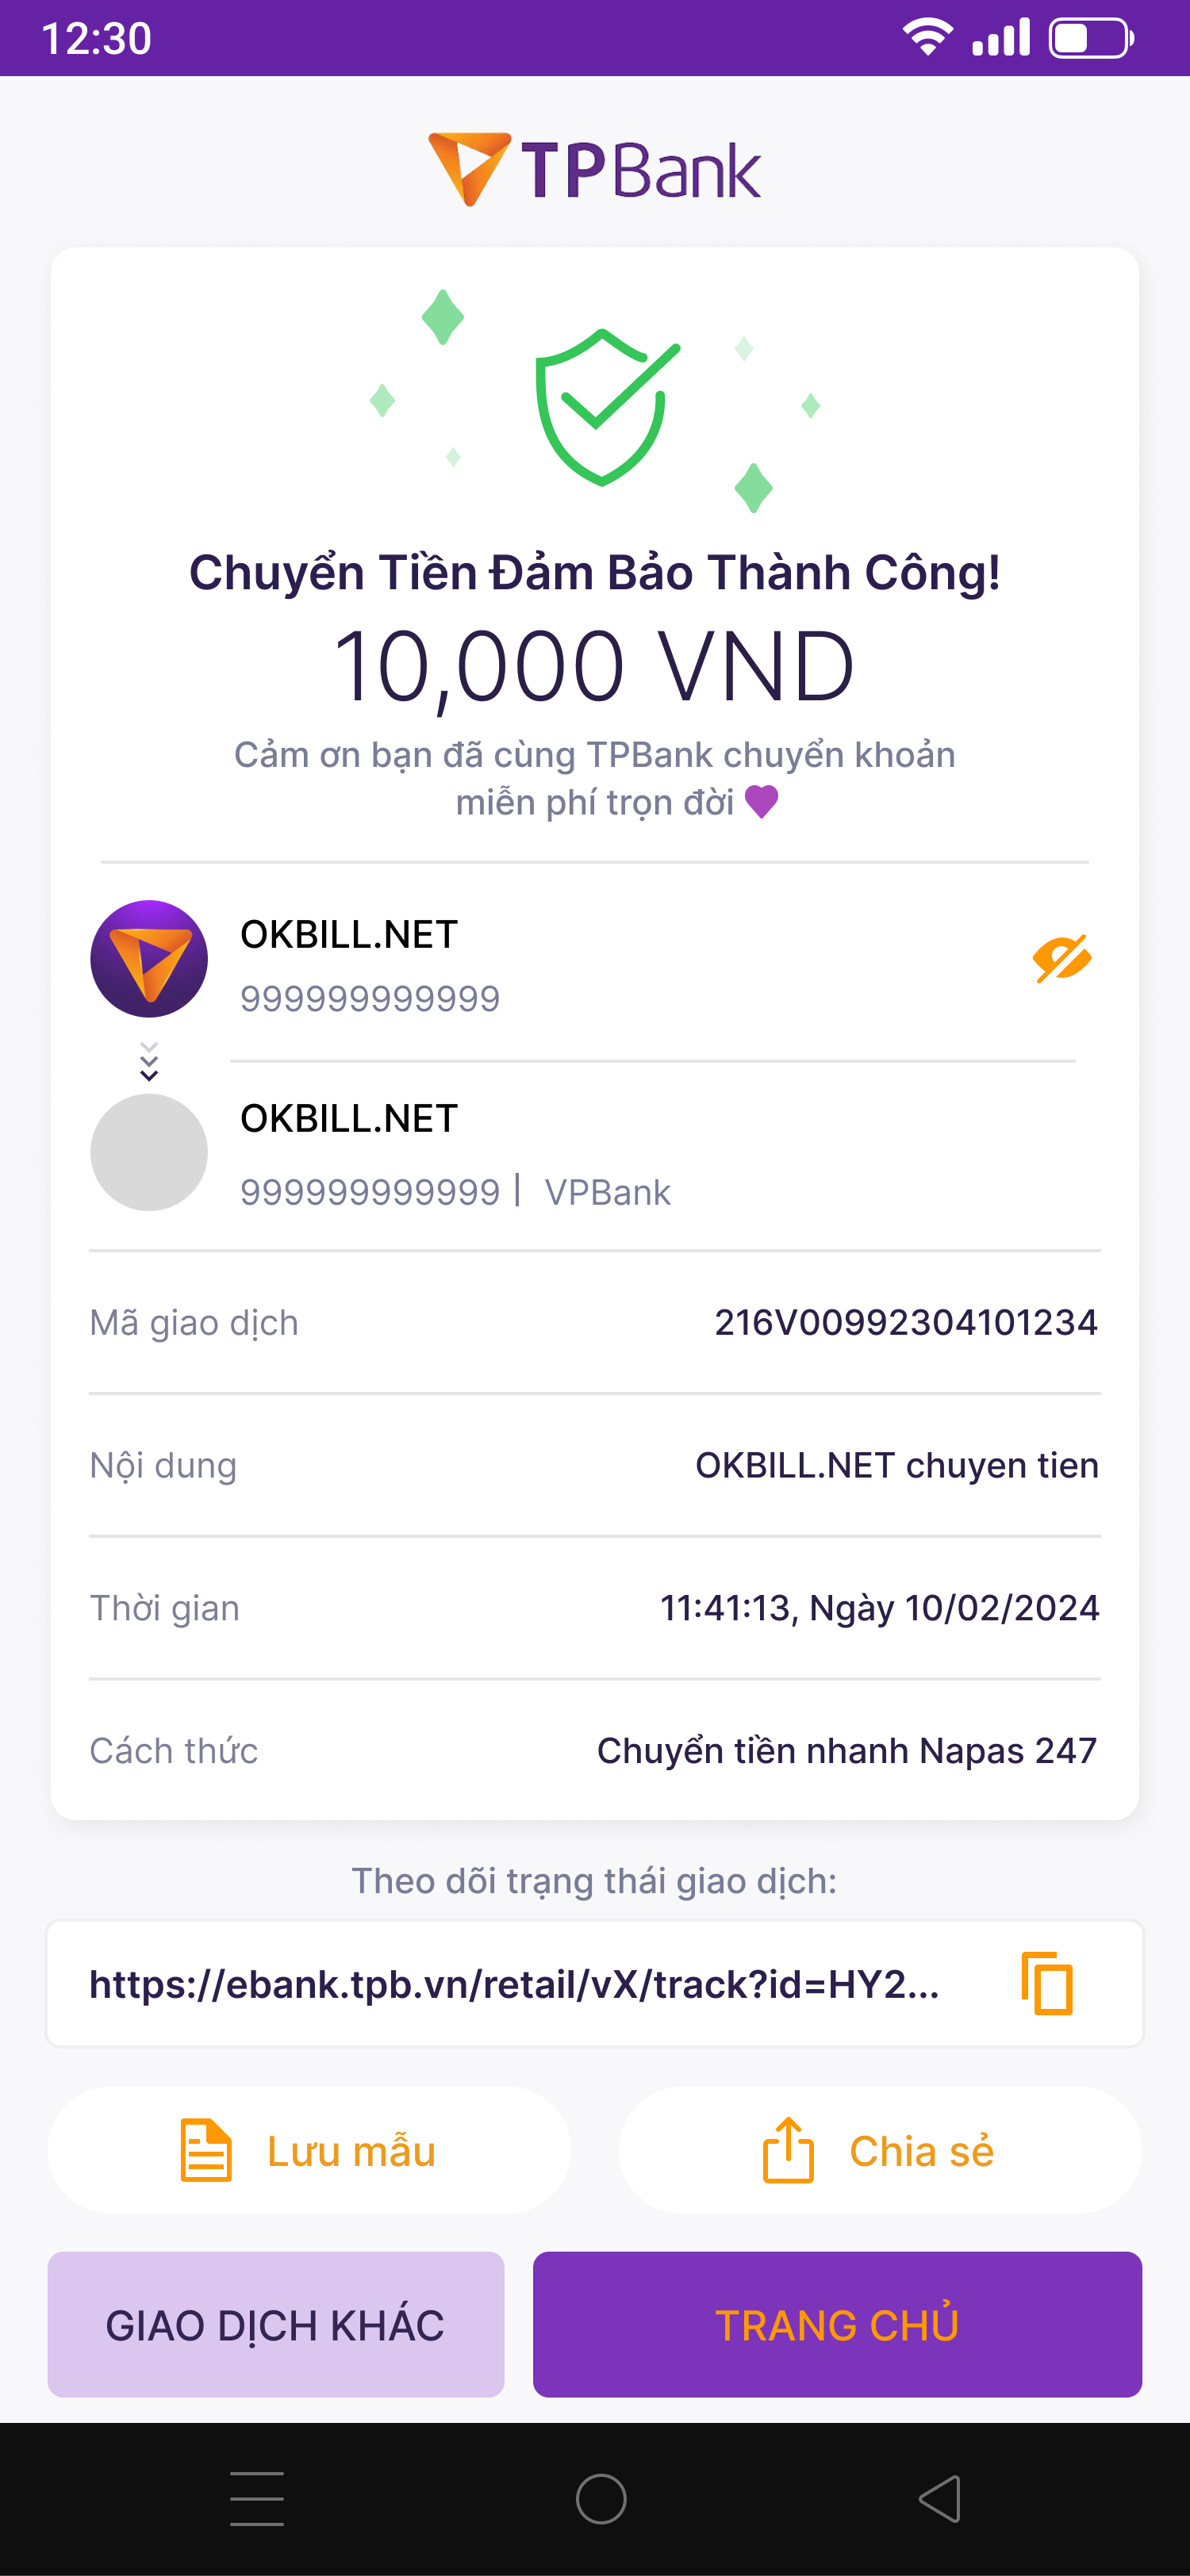 12:30
TPBank
Chuyển Tiền Đảm Bảo Thành Công!
10,000 VND
Cảm ơn bạn đã cùng TPBank chuyển khoản
miễn phí trọn đời
OKBILL.NET
999999999999
OKBILL.NET
999999999999 | VPBank
Mã giao dịch 216V00992304101234
Nội dung OKBILL.NET chuyen tien
Thời gian 11:41:13, Ngày 10/02/2024
Cách thức Chuyển tiền nhanh Napas 247
Theo dõi trạng thái giao dịch:
https://ebank.tpb.vn/retail/vX/track?id=HY2...
Lưu mẫu Chia sẻ
GIAO DỊCH KHÁC TRANG CHỦ